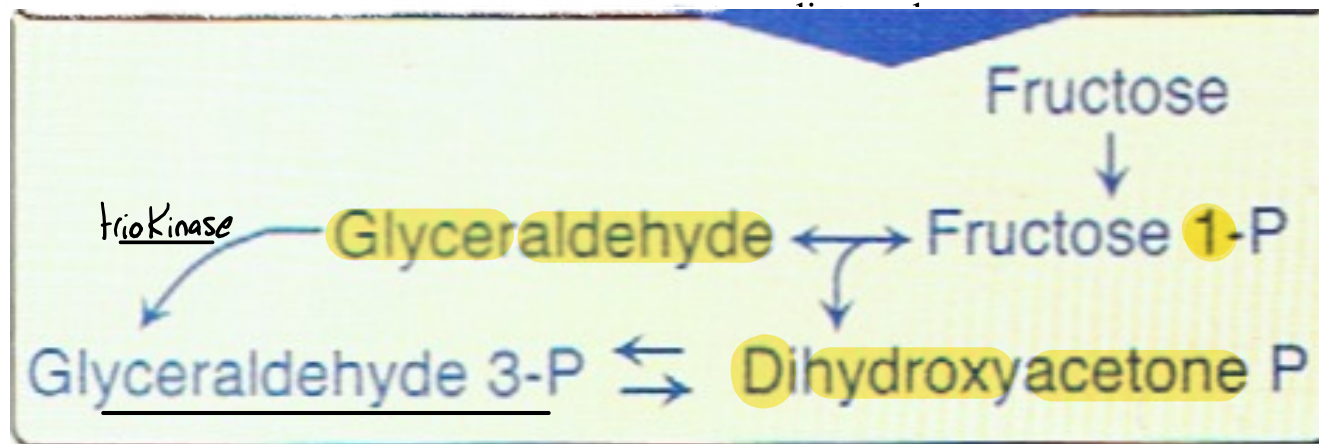 Fructose
trioKinase
Glyceraldehyde
Fructose 1-P
Glyceraldehyde 3-P
Dihydroxyacetone P